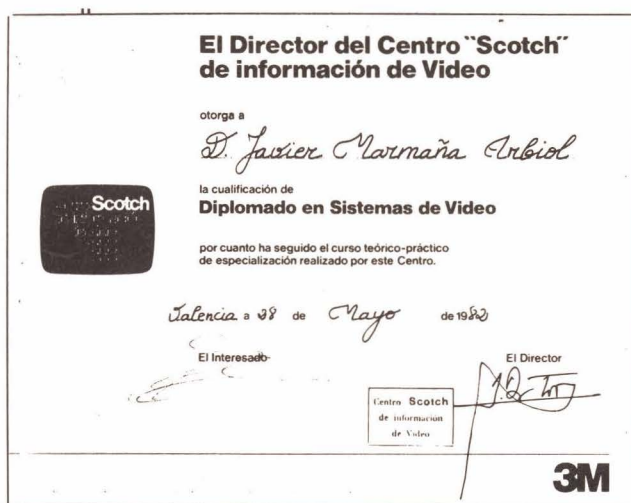 El Director del Centro "Scotch"
de información de Video
otorga a
D. Javier Marmaña Arbiol
la cualificación de
Diplomado en Sistemas de Video
por cuanto ha seguido el curso teórico-práctico
de especialización realizado por este Centro.
Scotch
Valencia a 28 de Mayo de 1982
El Interesado
El Director
Centro Scotch
de información
de Video
3M